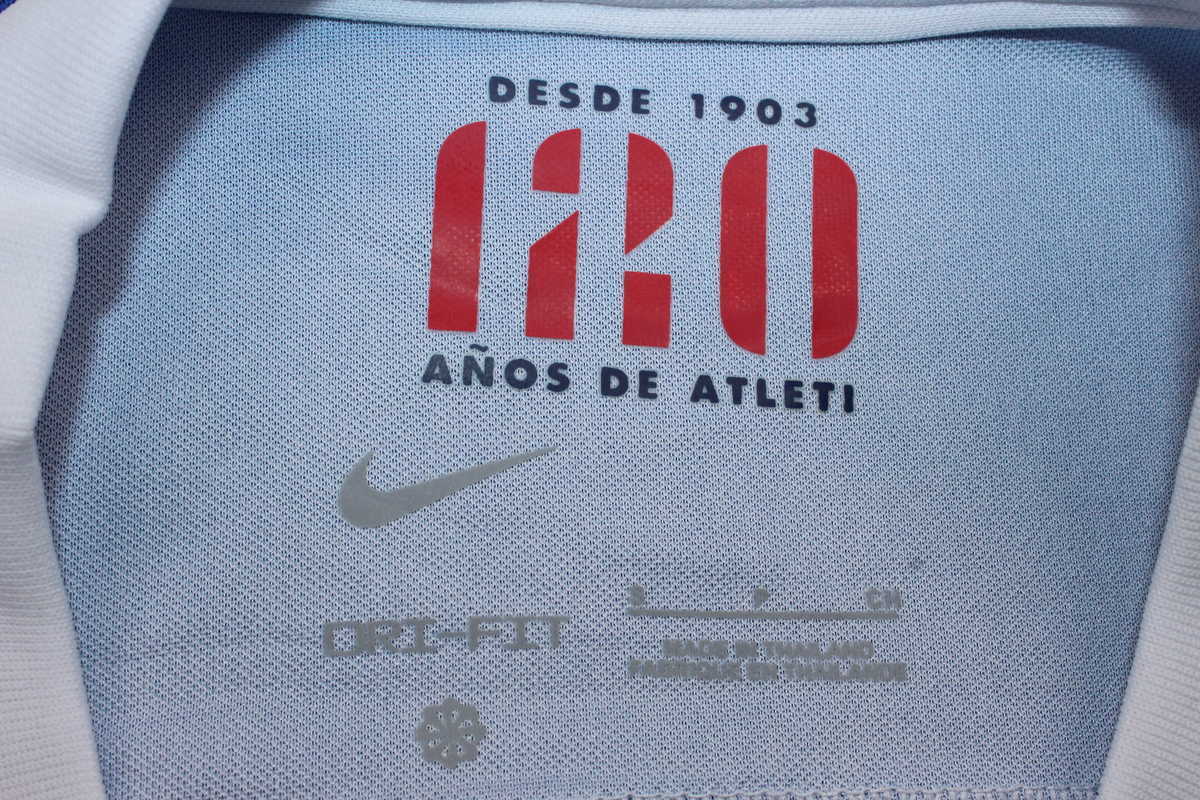 DESDE 1903
120
AÑOS DE ATLETI
DRI-FIT
S P CH
MADE IN THAILAND
FABRIQUÉ EN THAÏLANDE